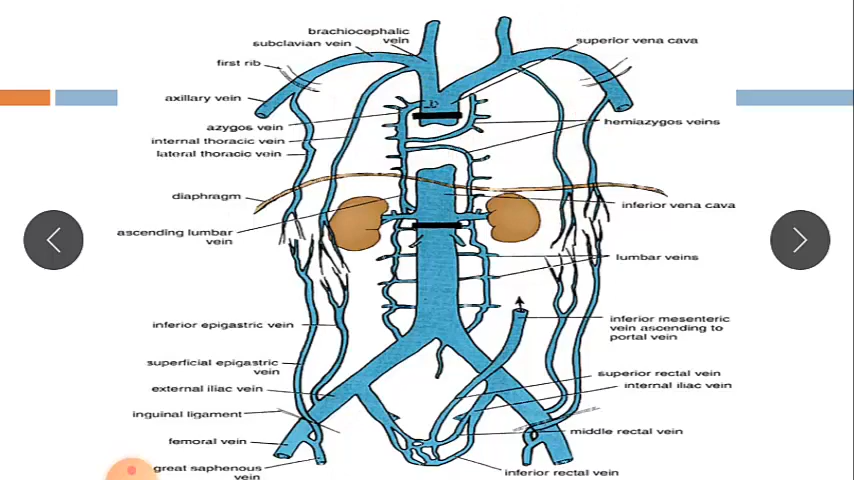 brachiocephalic
vein
subclavian vein
first rib
axillary vein
azygos vein
internal thoracic vein
lateral thoracic vein
diaphragm
ascending lumbar
vein
inferior epigastric vein
superficial epigastric
vein
external iliac vein
inguinal ligament
femoral vein
great saphenous
vein
superior vena cava
hemiazygos veins
inferior vena cava
lumbar veins
inferior mesenteric
vein ascending to
portal vein
superior rectal vein
internal iliac vein
middle rectal vein
inferior rectal vein